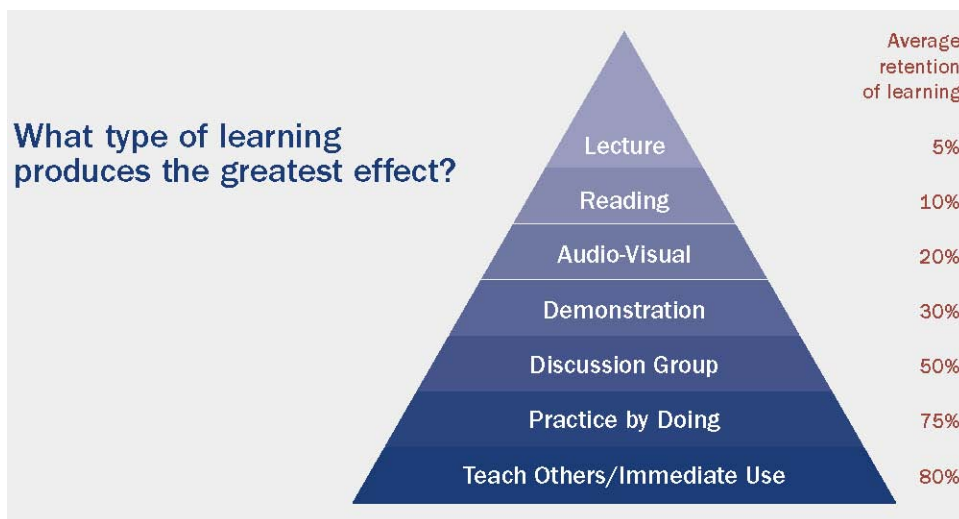 What type of learning
produces the greatest effect?
Average
retention
of learning
Lecture 5%
Reading 10%
Audio-Visual 20%
Demonstration 30%
Discussion Group 50%
Practice by Doing 75%
Teach Others/Immediate Use 80%